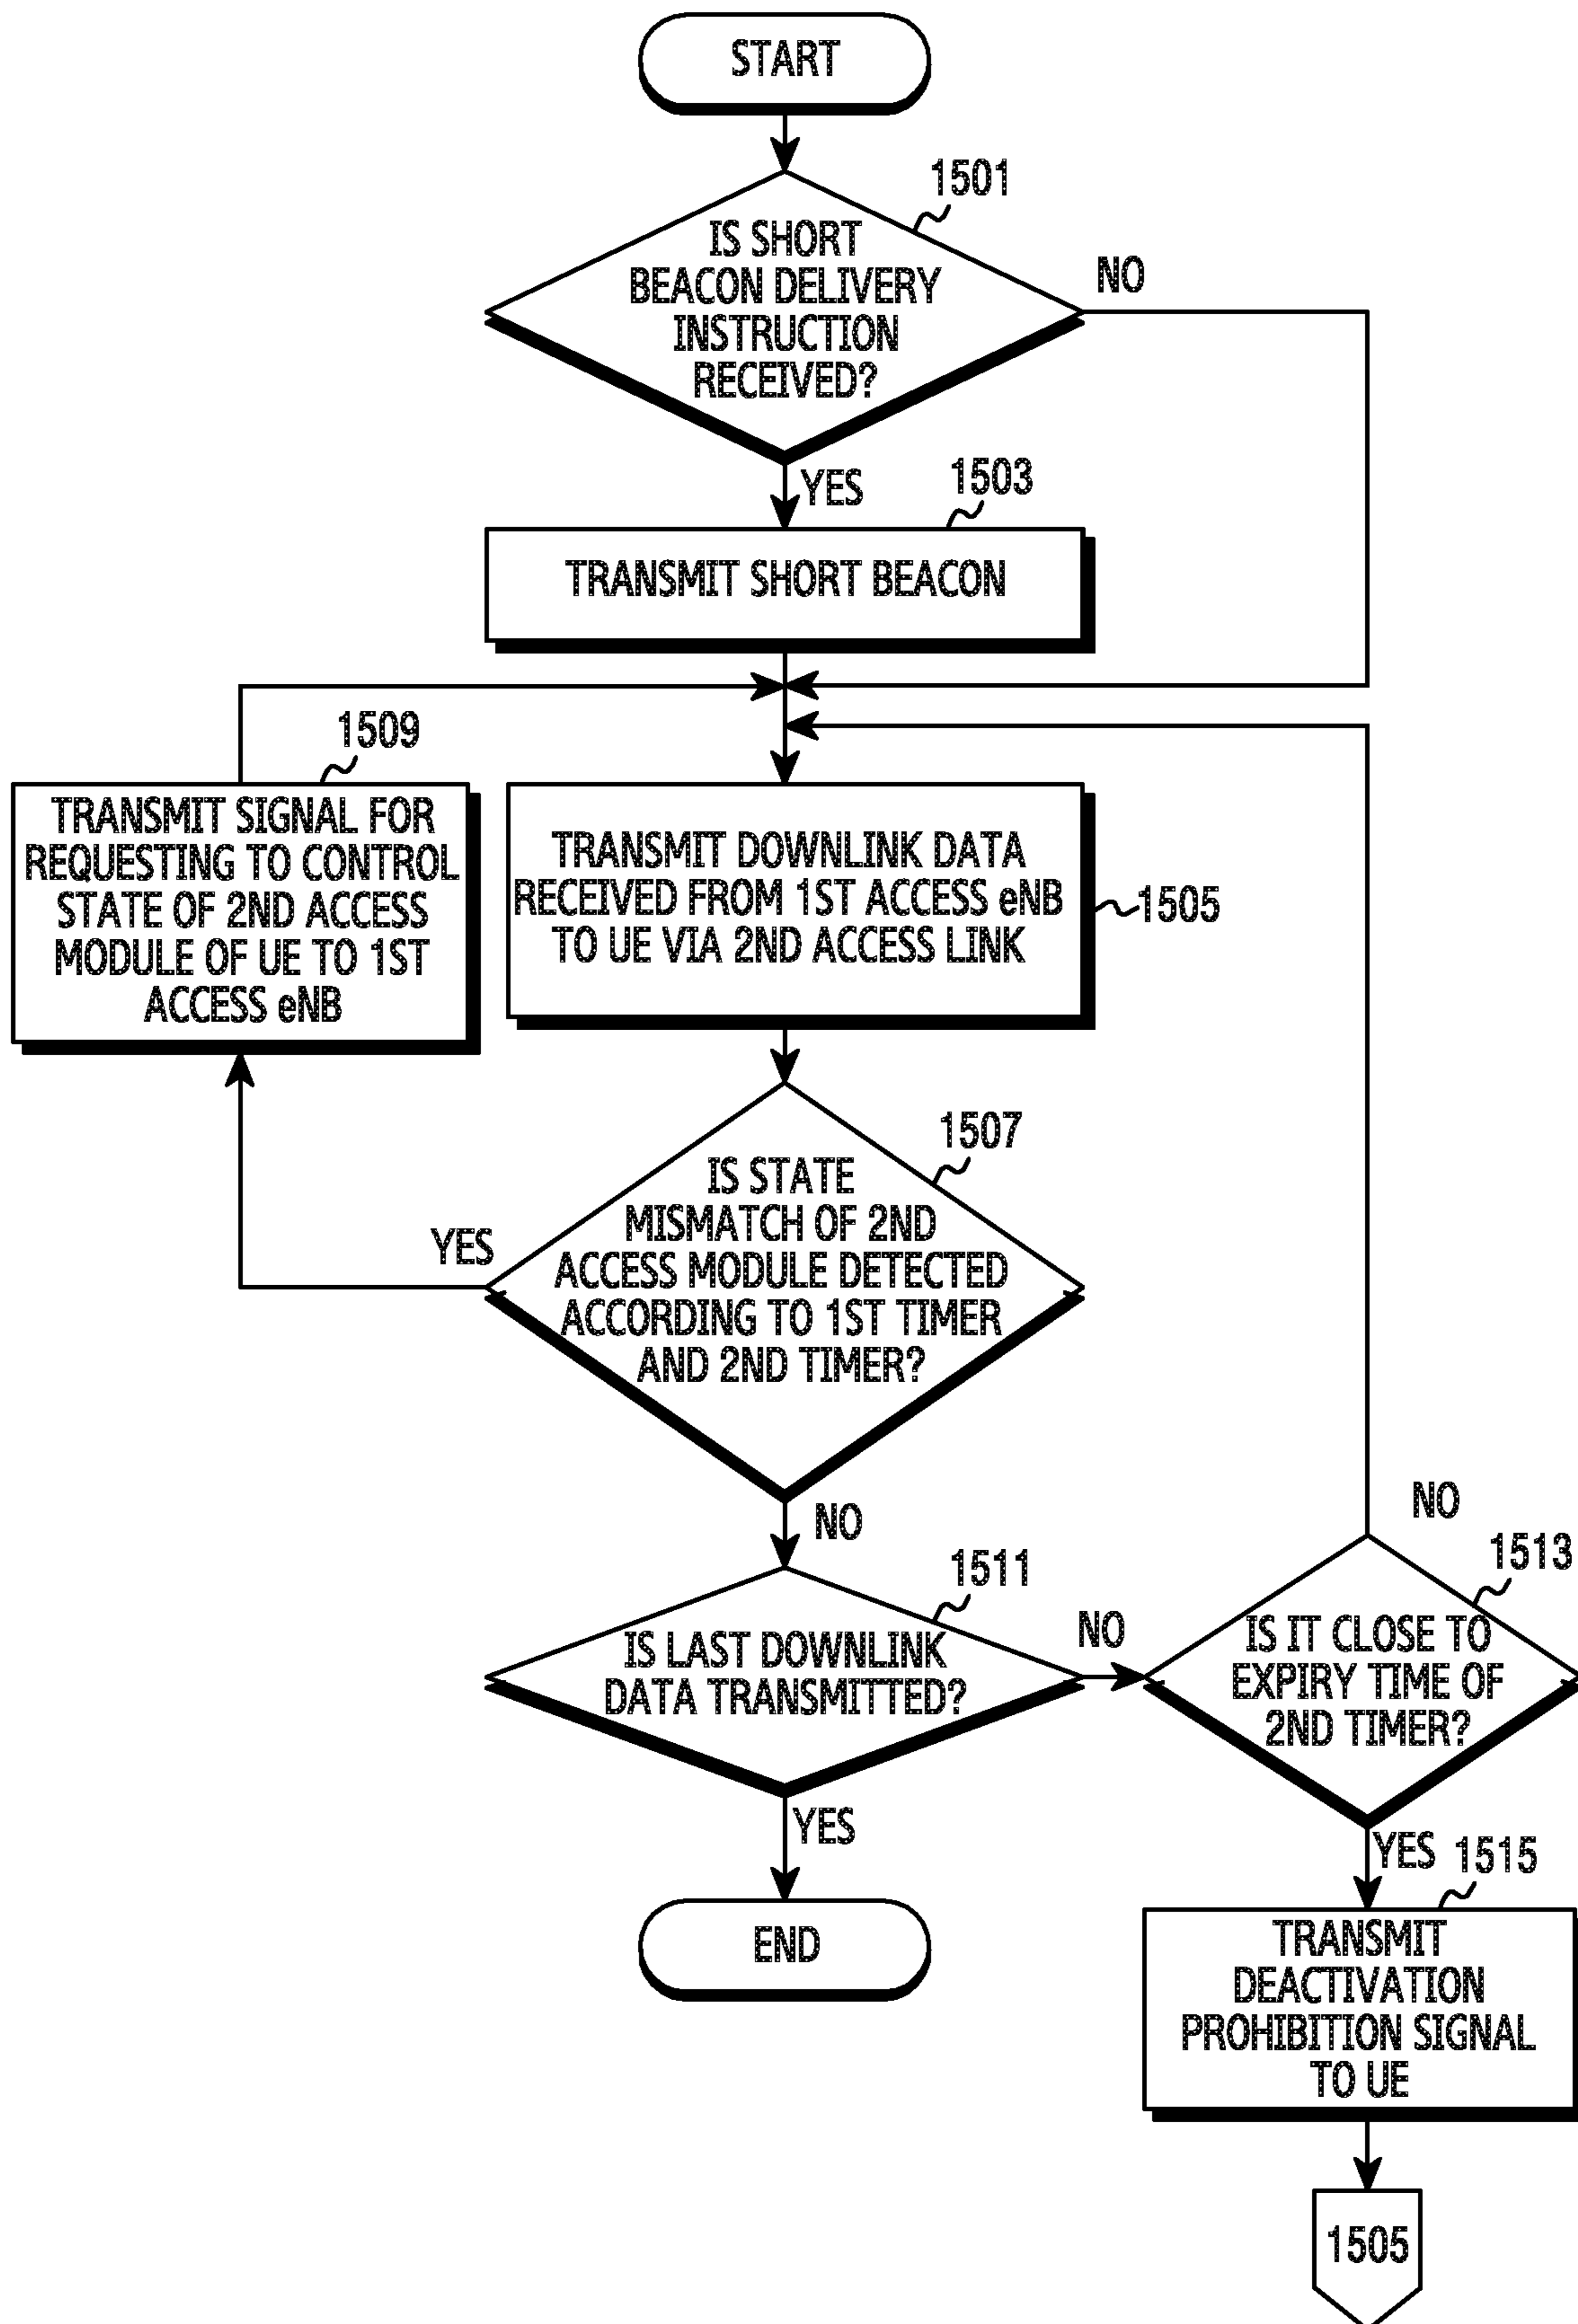 START
1501
IS SHORT
BEACON DELIVERY
INSTRUCTION
RECEIVED?
NO
YES
1503
TRANSMIT SHORT BEACON
1509
TRANSMIT SIGNAL FOR
REQUESTING TO CONTROL
STATE OF 2ND ACCESS
MODULE OF UE TO 1ST
ACCESS eNB
TRANSMIT DOWNLINK DATA
RECEIVED FROM 1ST ACCESS eNB
TO UE VIA 2ND ACCESS LINK
1505
1507
IS STATE
MISMATCH OF 2ND
ACCESS MODULE DETECTED
ACCORDING TO 1ST TIMER
AND 2ND TIMER?
YES
NO
1511
IS LAST DOWNLINK
DATA TRANSMITTED?
NO
YES
END
NO
1513
IS IT CLOSE TO
EXPIRY TIME OF
2ND TIMER?
YES
1515
TRANSMIT
DEACTIVATION
PROHIBITION SIGNAL
TO UE
1505